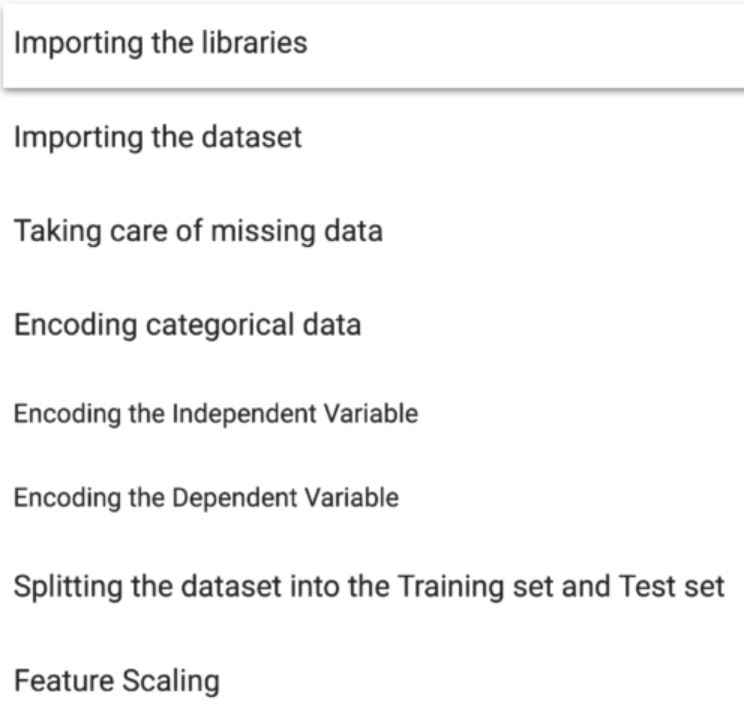 Importing the libraries
Importing the dataset
Taking care of missing data
Encoding categorical data
Encoding the Independent Variable
Encoding the Dependent Variable
Splitting the dataset into the Training set and Test set
Feature Scaling